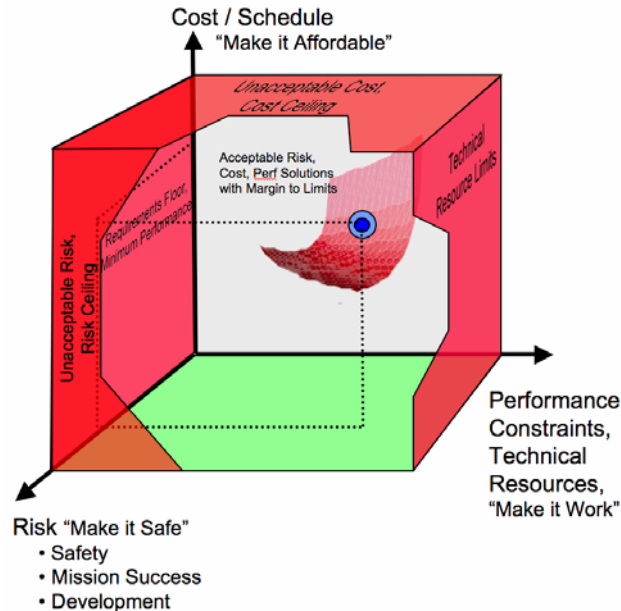 Cost / Schedule
“Make it Affordable”
Unacceptable Cost,
Cost Ceiling
Technical
Resource Limits
Acceptable Risk,
Cost, Perf Solutions
with Margin to Limits
Requirements Floor,
Minimum Performance
Unacceptable Risk,
Risk Ceiling
Performance
Constraints,
Technical
Resources,
“Make it Work”
Risk “Make it Safe”
• Safety
• Mission Success
• Development